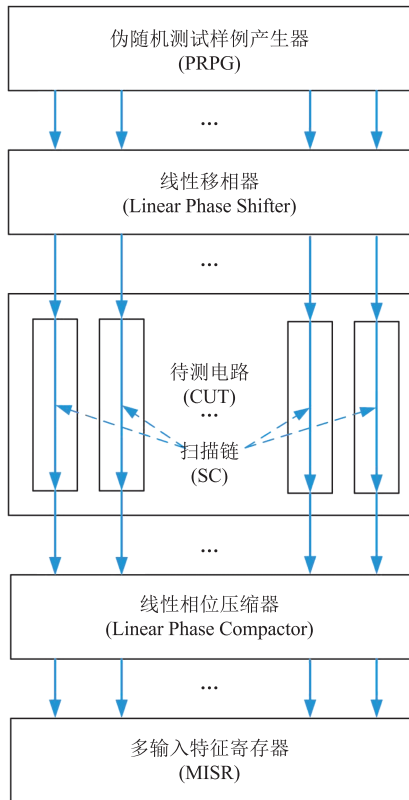 伪随机测试样例产生器
(PRPG)
...
线性移相器
(Linear Phase Shifter)
...
待测电路
(CUT)
...
扫描链
(SC)
...
线性相位压缩器
(Linear Phase Compactor)
...
多输入特征寄存器
(MISR)